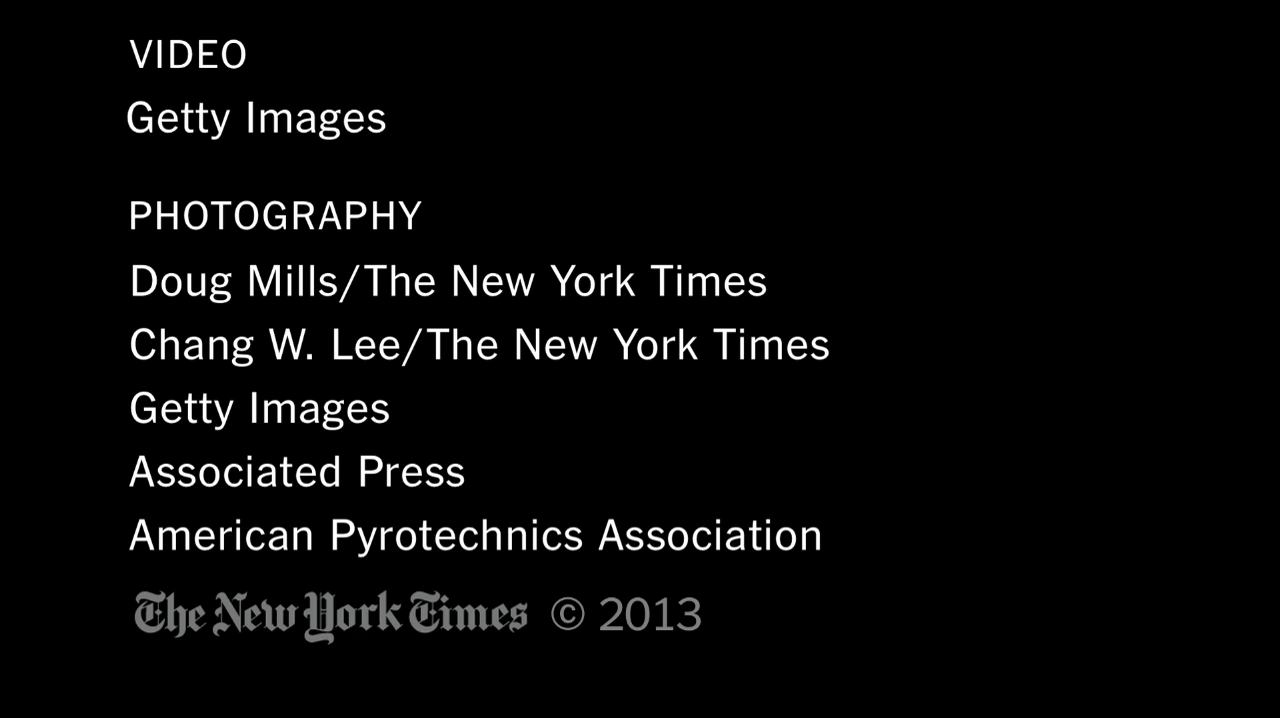 VIDEO
Getty Images
PHOTOGRAPHY
Doug Mills/The New York Times
Chang W. Lee/The New York Times
Getty Images
Associated Press
American Pyrotechnics Association
The New York Times © 2013